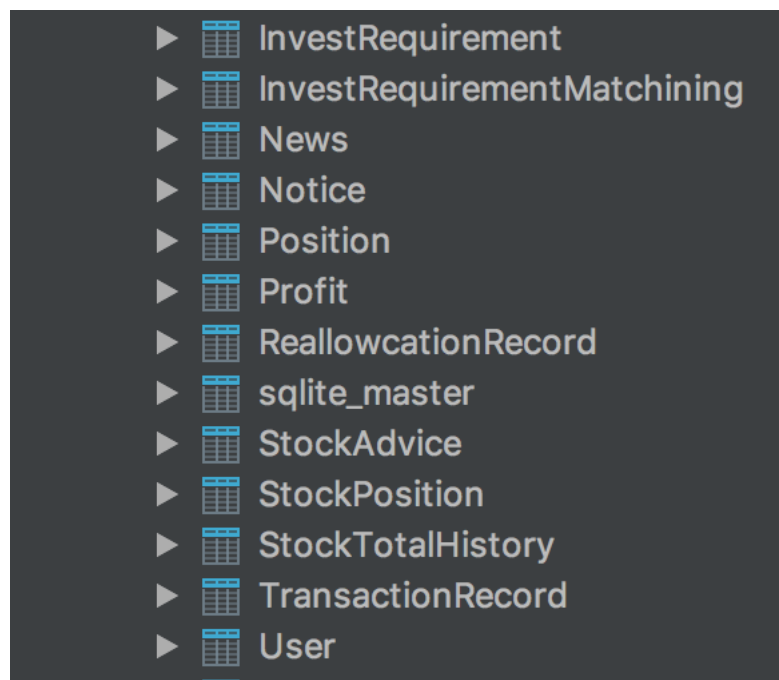 InvestRequirement
InvestRequirementMatchining
News
Notice
Position
Profit
ReallowcationRecord
sqlite_master
StockAdvice
StockPosition
StockTotalHistory
TransactionRecord
User